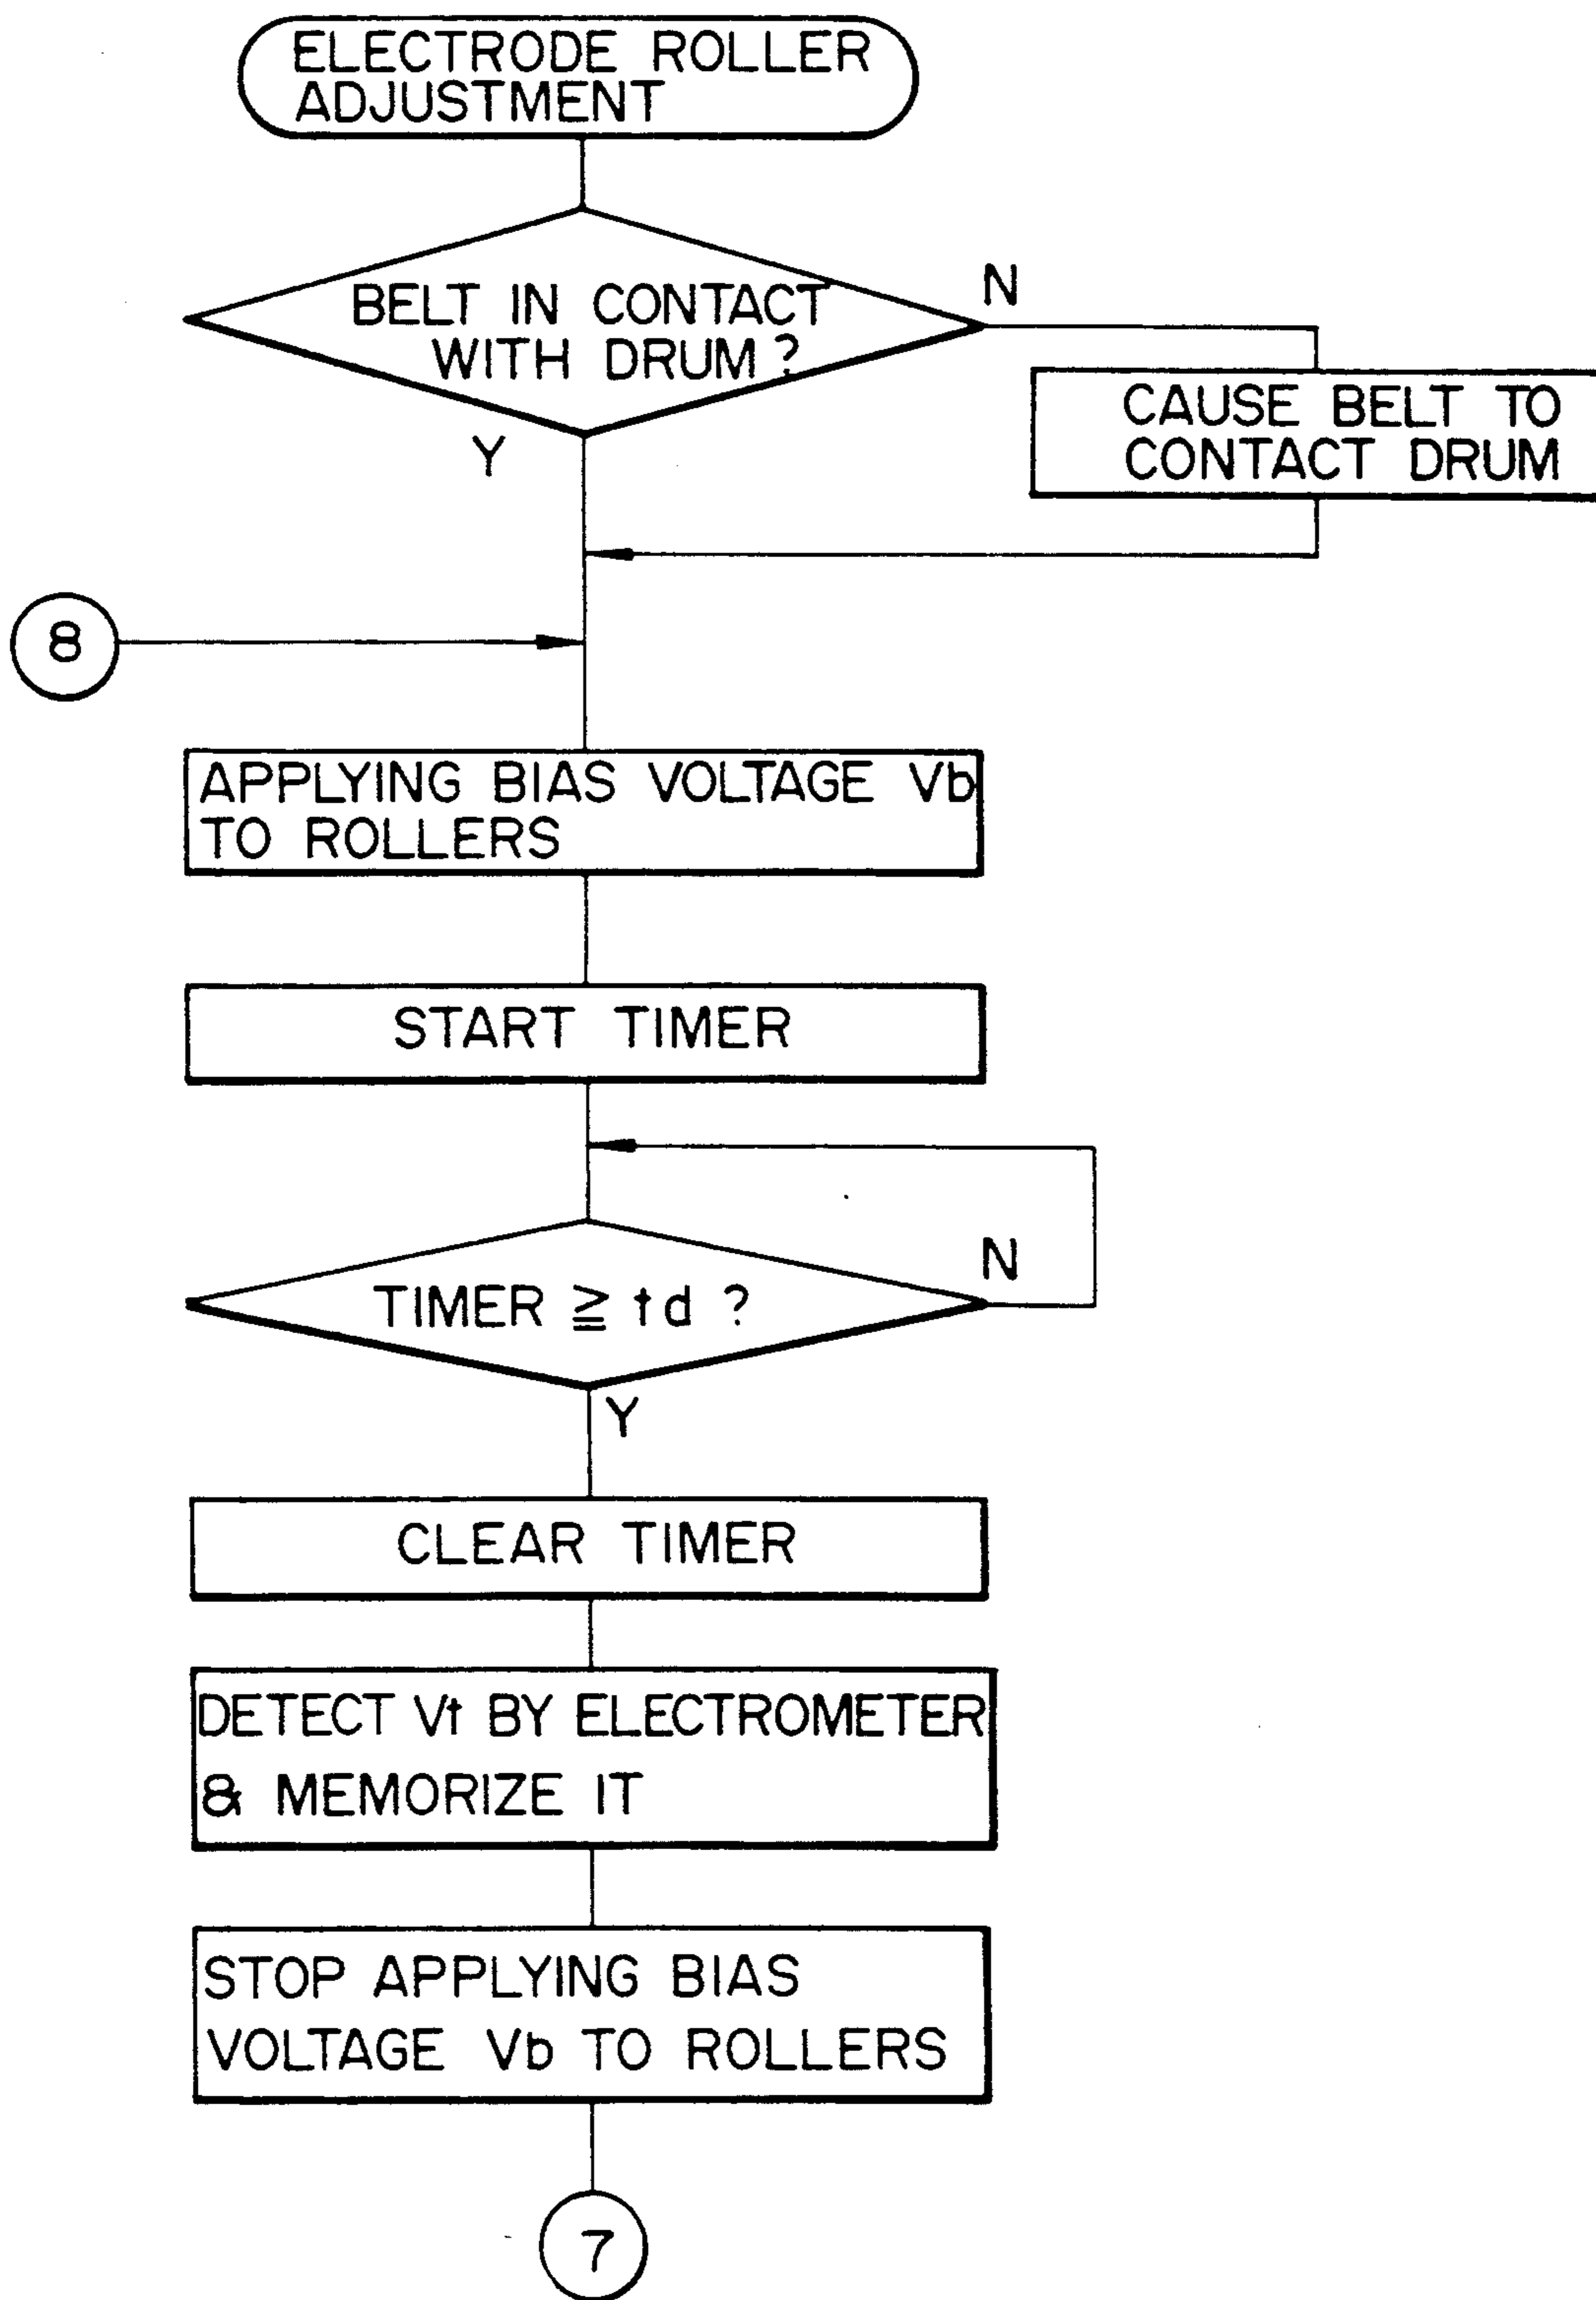 ELECTRODE ROLLER
ADJUSTMENT
BELT IN CONTACT
WITH DRUM ?
N
CAUSE BELT TO
CONTACT DRUM
Y
8
APPLYING BIAS VOLTAGE Vb
TO ROLLERS
START TIMER
N
TIMER ≧ td ?
Y
CLEAR TIMER
DETECT Vt BY ELECTROMETER
& MEMORIZE IT
STOP APPLYING BIAS
VOLTAGE Vb TO ROLLERS
7